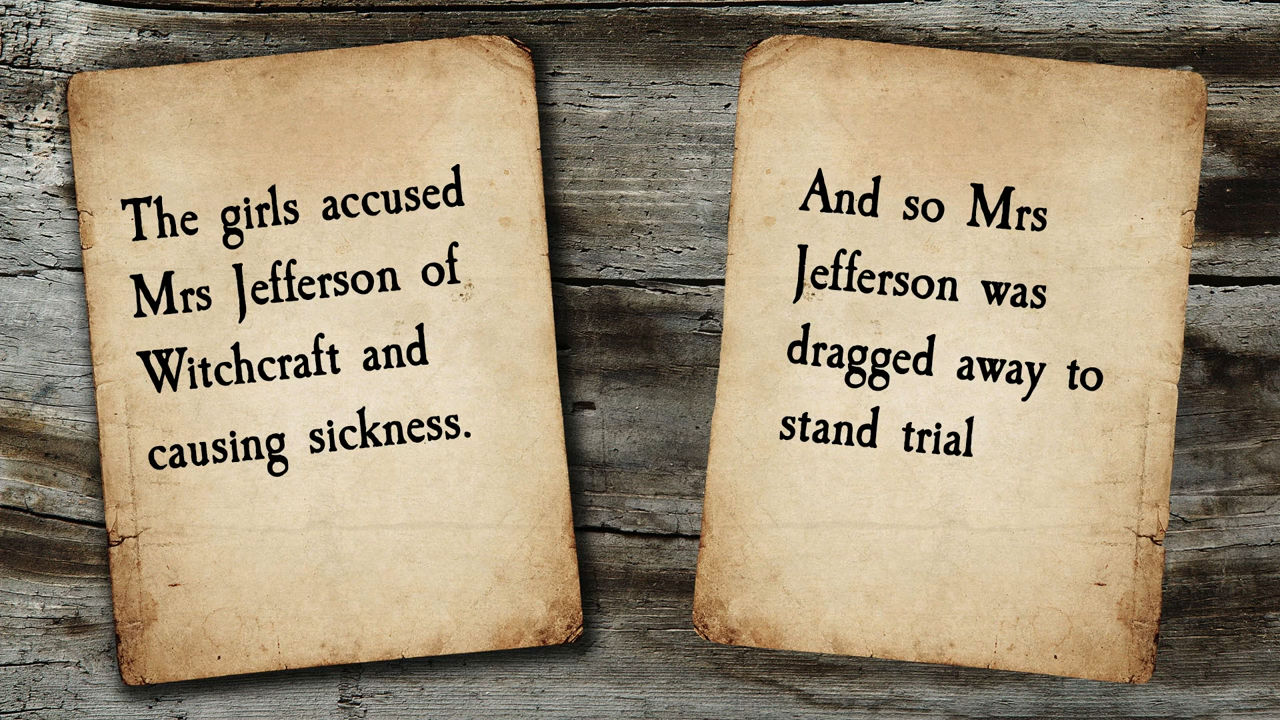 The girls accused
Mrs Jefferson of
Witchcraft and
causing sickness.
And so Mrs
Jefferson was
dragged away to
stand trial